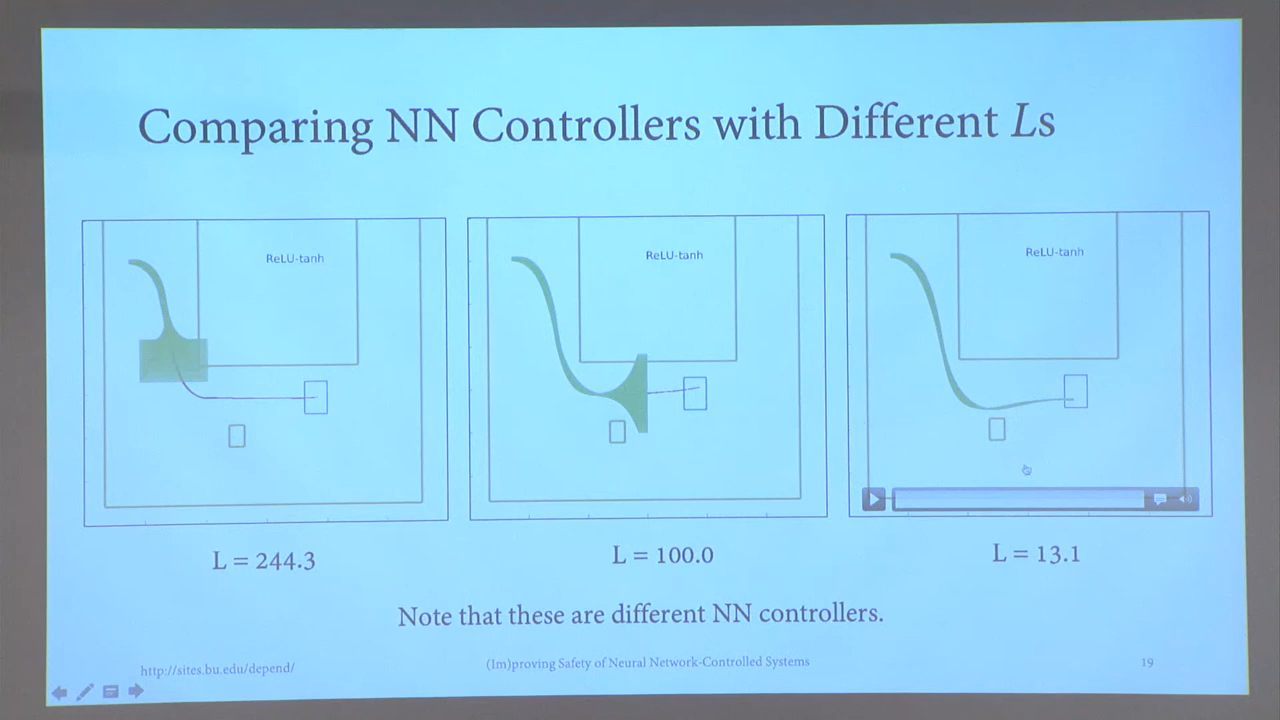 Comparing NN Controllers with Different Ls
ReLU-tanh
ReLU-tanh
ReLU-tanh
L = 244.3
L = 100.0
L = 13.1
Note that these are different NN controllers.
http://sites.bu.edu/depend/
(Im)proving Safety of Neural Network-Controlled Systems
19